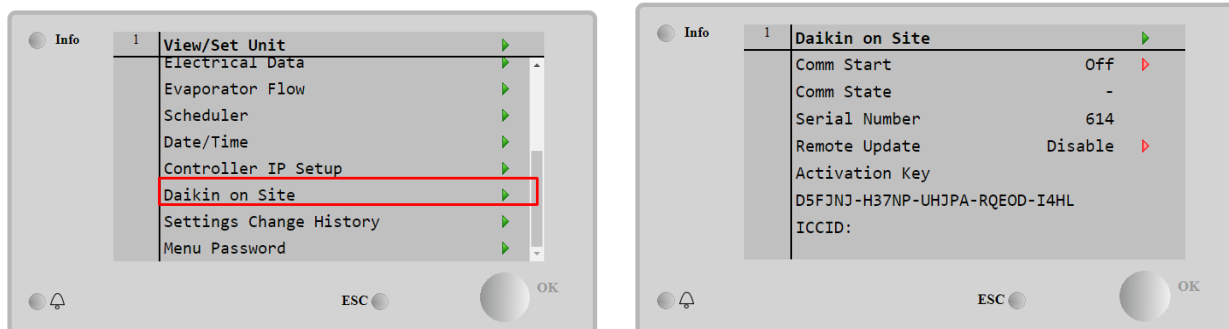 Info
1
View/Set Unit
Electrical Data
Evaporator Flow
Scheduler
Date/Time
Controller IP Setup
Daikin on Site
Settings Change History
Menu Password
ESC
OK
Info
1
Daikin on Site
Comm Start Off
Comm State -
Serial Number 614
Remote Update Disable
Activation Key
D5FJNJ-H37NP-UHJPA-RQEOD-I4HL
ICCID:
ESC
OK